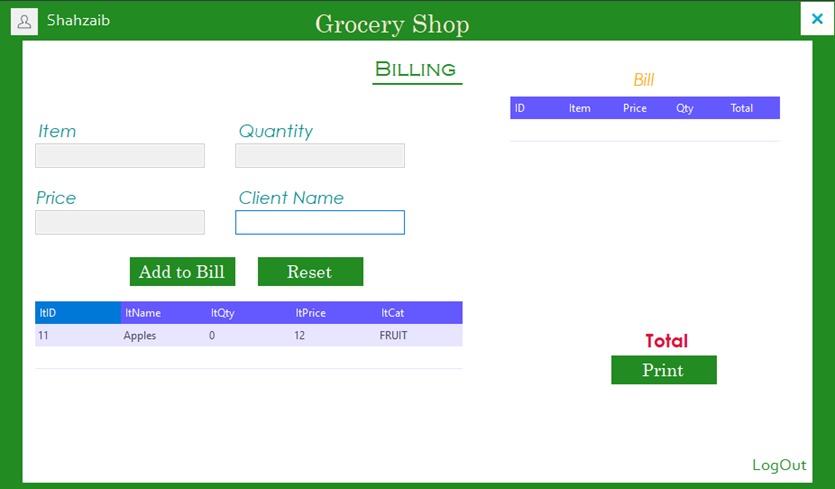 Shahzaib
Grocery Shop
✕
Billing
Bill
ID Item Price Qty Total
Item Quantity
Price Client Name
Add to Bill Reset
ItID ItName ItQty ItPrice ItCat
11 Apples 0 12 FRUIT
Total
Print
LogOut